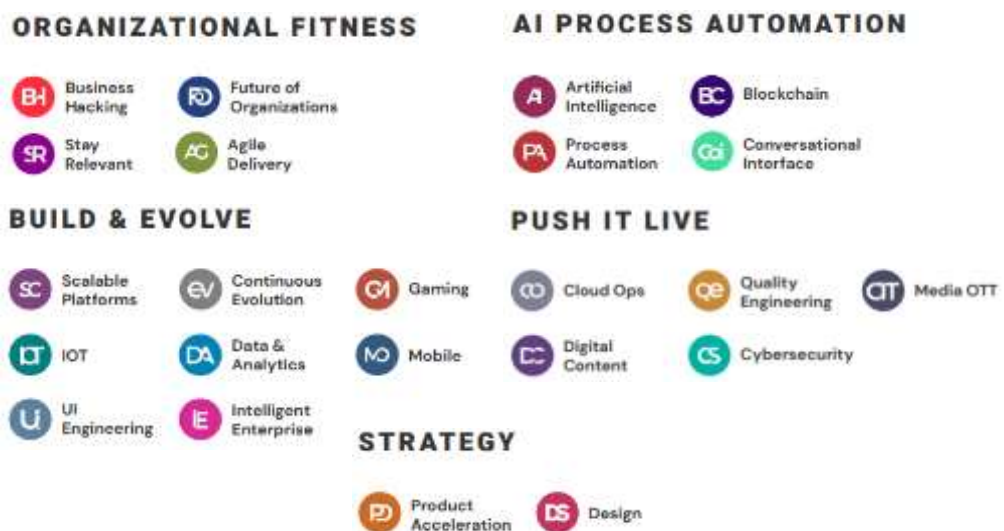 ORGANIZATIONAL FITNESS
BH Business
Hacking
FO Future of
Organizations
SR Stay
Relevant
AG Agile
Delivery
AI PROCESS AUTOMATION
AI Artificial
Intelligence
BC Blockchain
PA Process
Automation
Coi Conversational
Interface
BUILD & EVOLVE
SC Scalable
Platforms
eV Continuous
Evolution
GA Gaming
IOT IOT
DA Data &
Analytics
MO Mobile
UI UI
Engineering
IE Intelligent
Enterprise
PUSH IT LIVE
CO Cloud Ops
Qe Quality
Engineering
OTT Media OTT
DC Digital
Content
CS Cybersecurity
STRATEGY
PD Product
Acceleration
DS Design